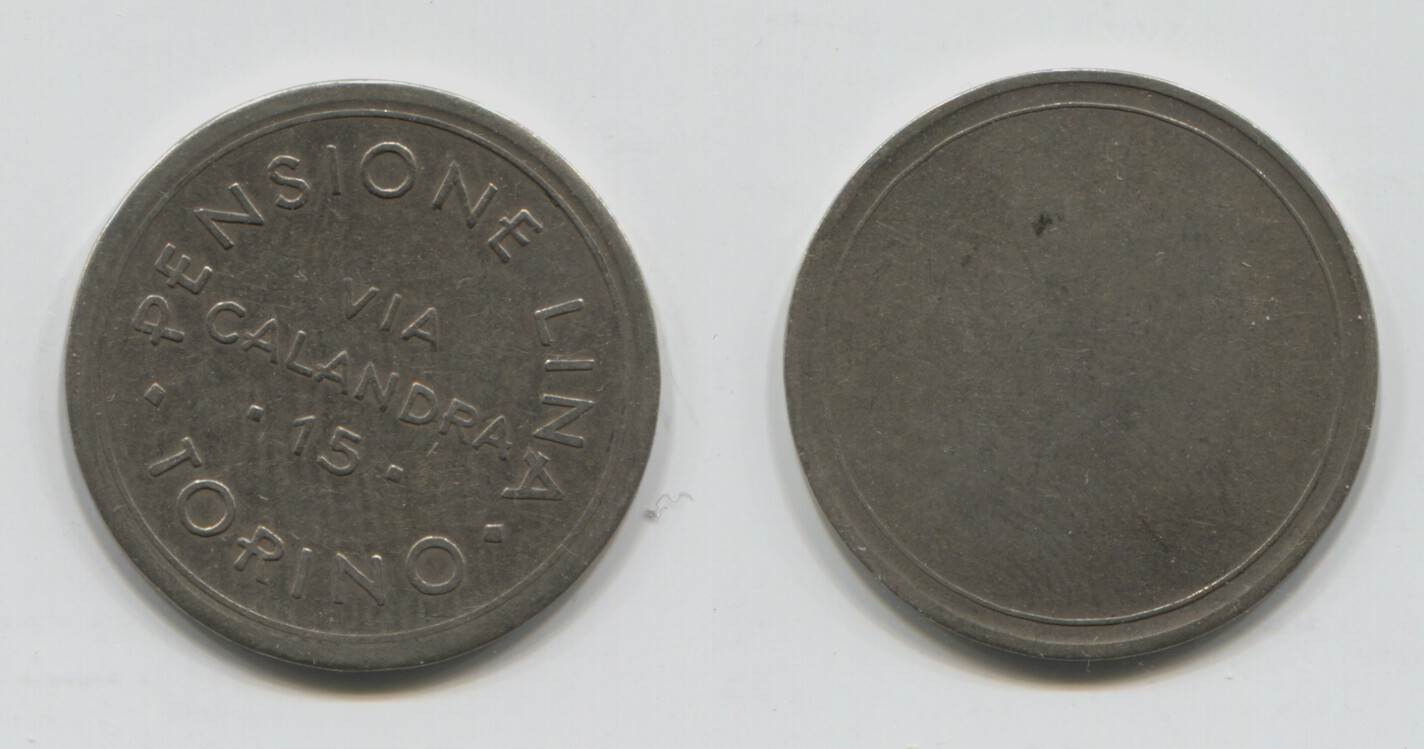 PENSIONE LINA
VIA
CALANDRA
· 15 ·
· TORINO ·